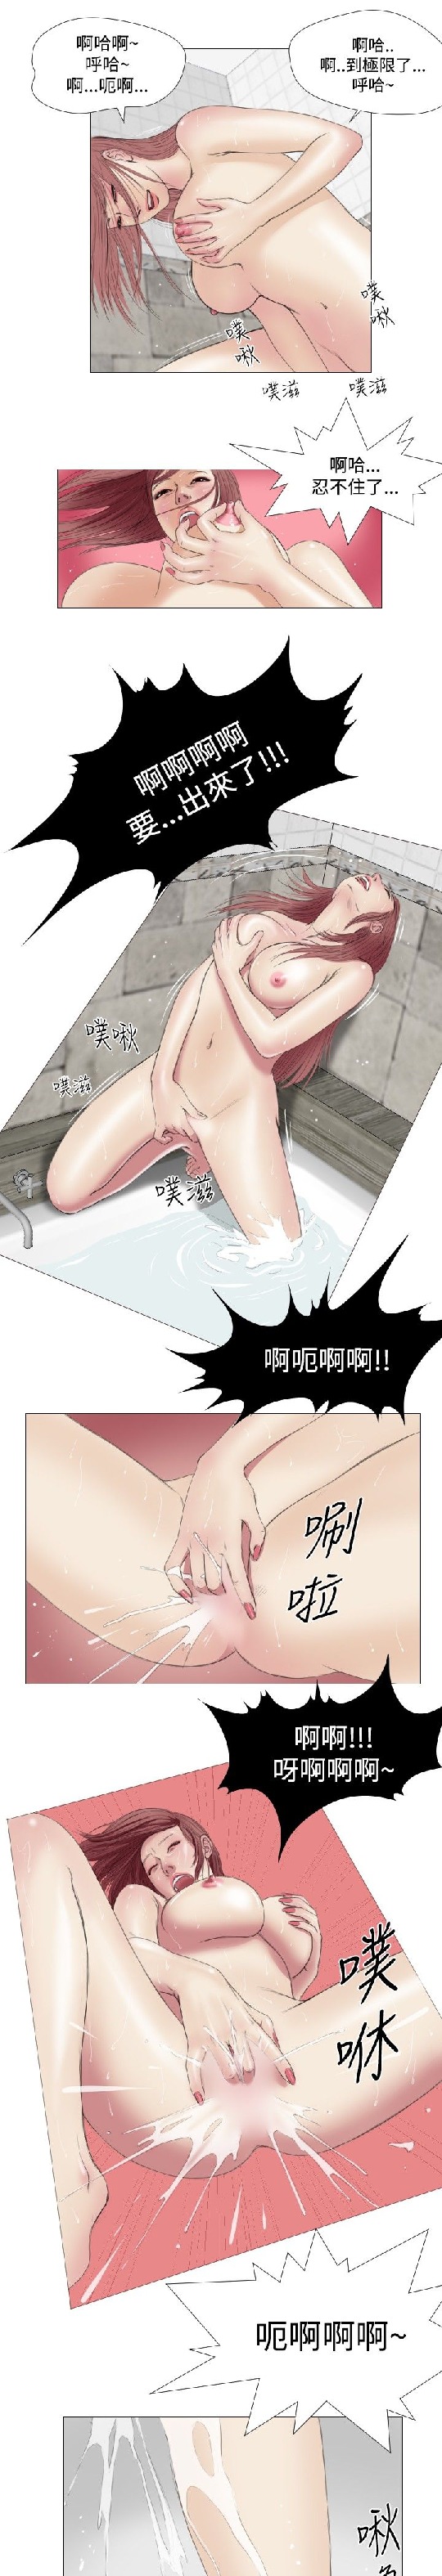 啊哈啊~
呼哈~
啊...呃啊...
啊哈..
啊..到極限了...
呼哈~
噗啾
噗啾
噗滋
噗滋
啊哈...
忍不住了...
啊啊啊啊
要...出來了!!!
噗啾
噗滋
噗滋
啊呃啊啊!!
唰啦
啊啊!!!
呀啊啊啊~
噗咻
呃啊啊啊~
啾